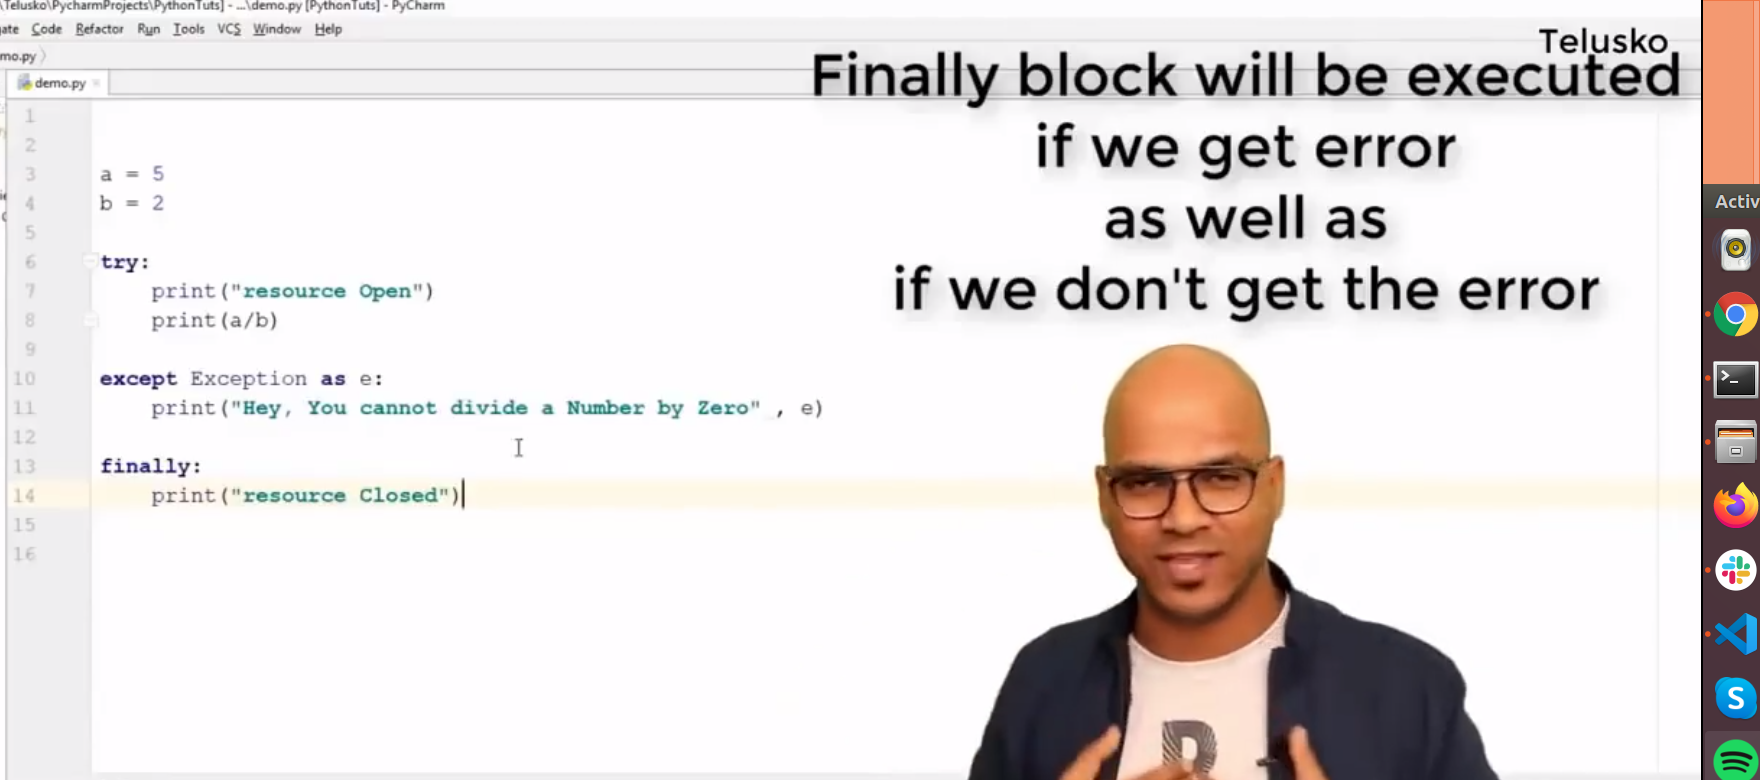 \Telusko\PycharmProjects\PythonTuts] - ...\demo.py [PythonTuts] - PyCharm
gate Code Refactor Run Tools VCS Window Help
mo.py
demo.py
Telusko
Finally block will be executed
if we get error
as well as
if we don't get the error
1
2
3 a = 5
4 b = 2
5
6 try:
7 print("resource Open")
8 print(a/b)
9
10 except Exception as e:
11 print("Hey, You cannot divide a Number by Zero" , e)
12
13 finally:
14 print("resource Closed")
15
16
Activ